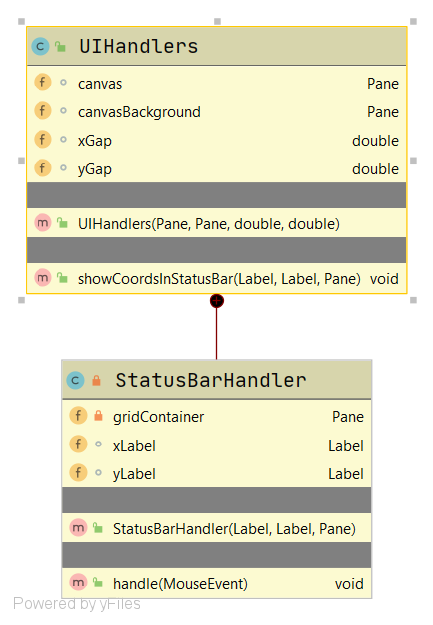 C UIHandlers
f canvas Pane
f canvasBackground Pane
f xGap double
f yGap double
m UIHandlers(Pane, Pane, double, double)
m showCoordsInStatusBar(Label, Label, Pane) void
C StatusBarHandler
f gridContainer Pane
f xLabel Label
f yLabel Label
m StatusBarHandler(Label, Label, Pane)
m handle(MouseEvent) void
Powered by yFiles